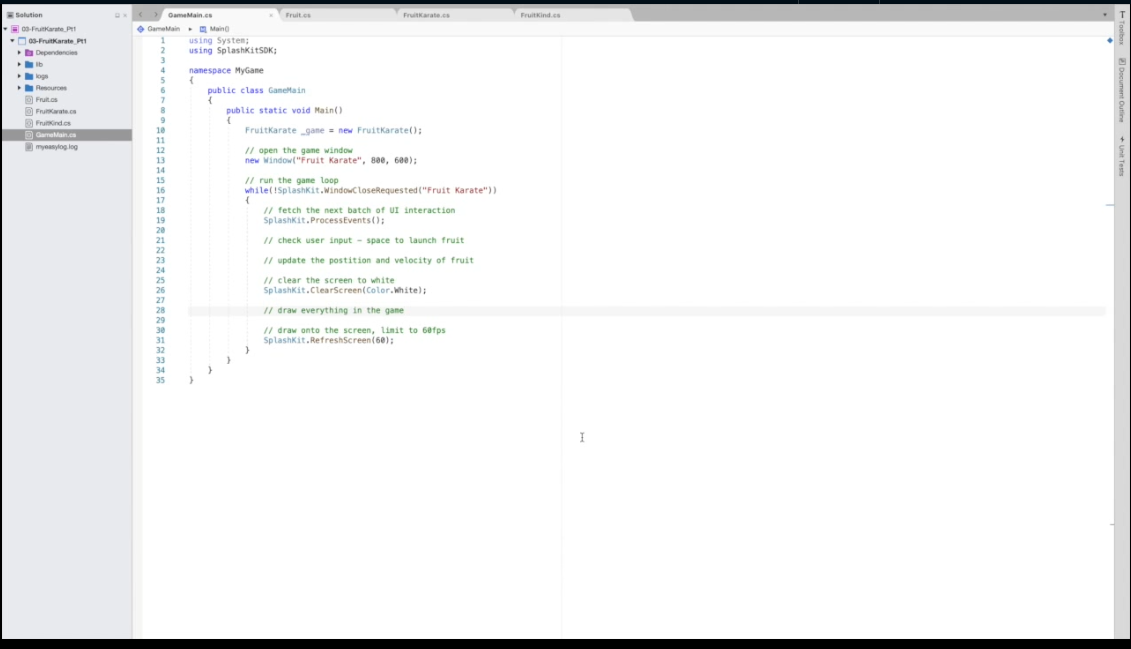 Solution
GameMain.cs
Fruit.cs
FruitKarate.cs
FruitKind.cs
03-FruitKarate_Pt1
03-FruitKarate_Pt1
Dependencies
lib
logs
Resources
Fruit.cs
FruitKarate.cs
FruitKind.cs
GameMain.cs
myeasylog.log
GameMain ▸ Main()
1 using System;
2 using SplashKitSDK;
3
4 namespace MyGame
5 {
6 public class GameMain
7 {
8 public static void Main()
9 {
10 FruitKarate _game = new FruitKarate();
11
12 // open the game window
13 new Window("Fruit Karate", 800, 600);
14
15 // run the game loop
16 while(!SplashKit.WindowCloseRequested("Fruit Karate"))
17 {
18 // fetch the next batch of UI interaction
19 SplashKit.ProcessEvents();
20
21 // check user input - space to launch fruit
22
23 // update the postition and velocity of fruit
24
25 // clear the screen to white
26 SplashKit.ClearScreen(Color.White);
27
28 // draw everything in the game
29
30 // draw onto the screen, limit to 60fps
31 SplashKit.RefreshScreen(60);
32 }
33 }
34 }
35 }
Toolbox
Document Outline
Unit Tests